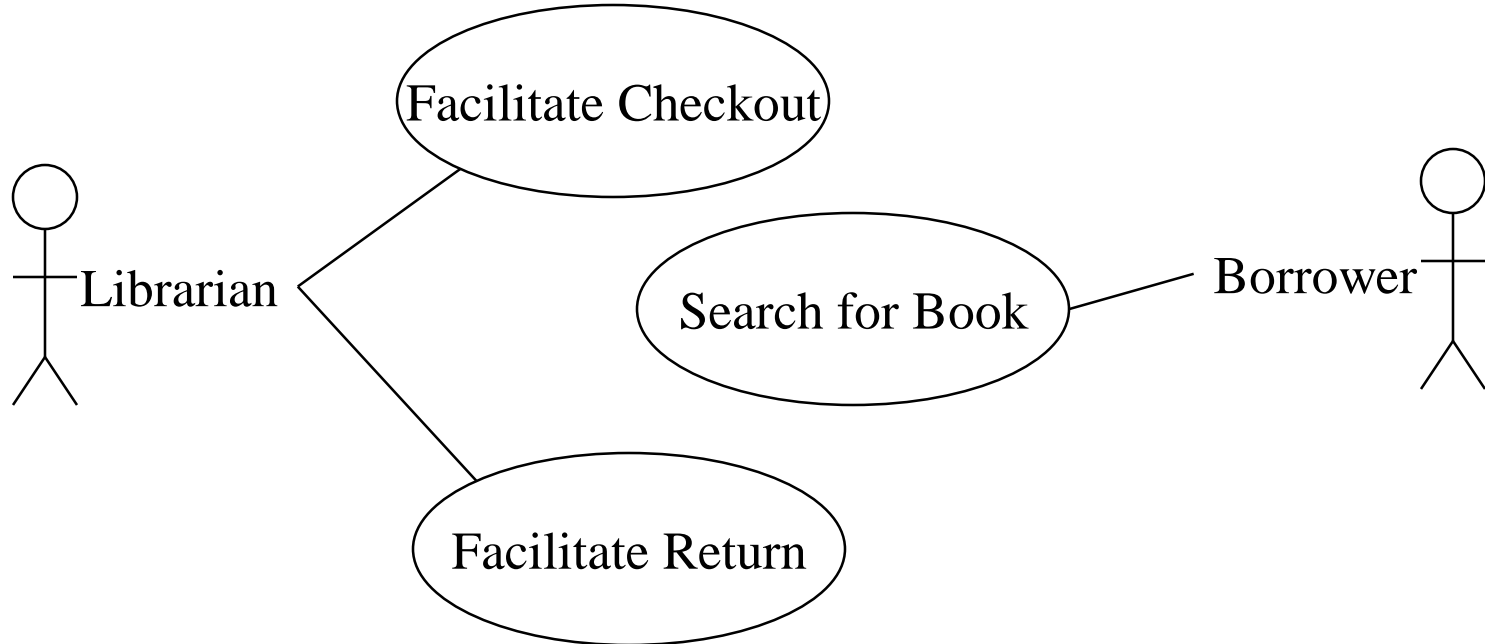 Facilitate Checkout
Librarian
Search for Book
Borrower
Facilitate Return